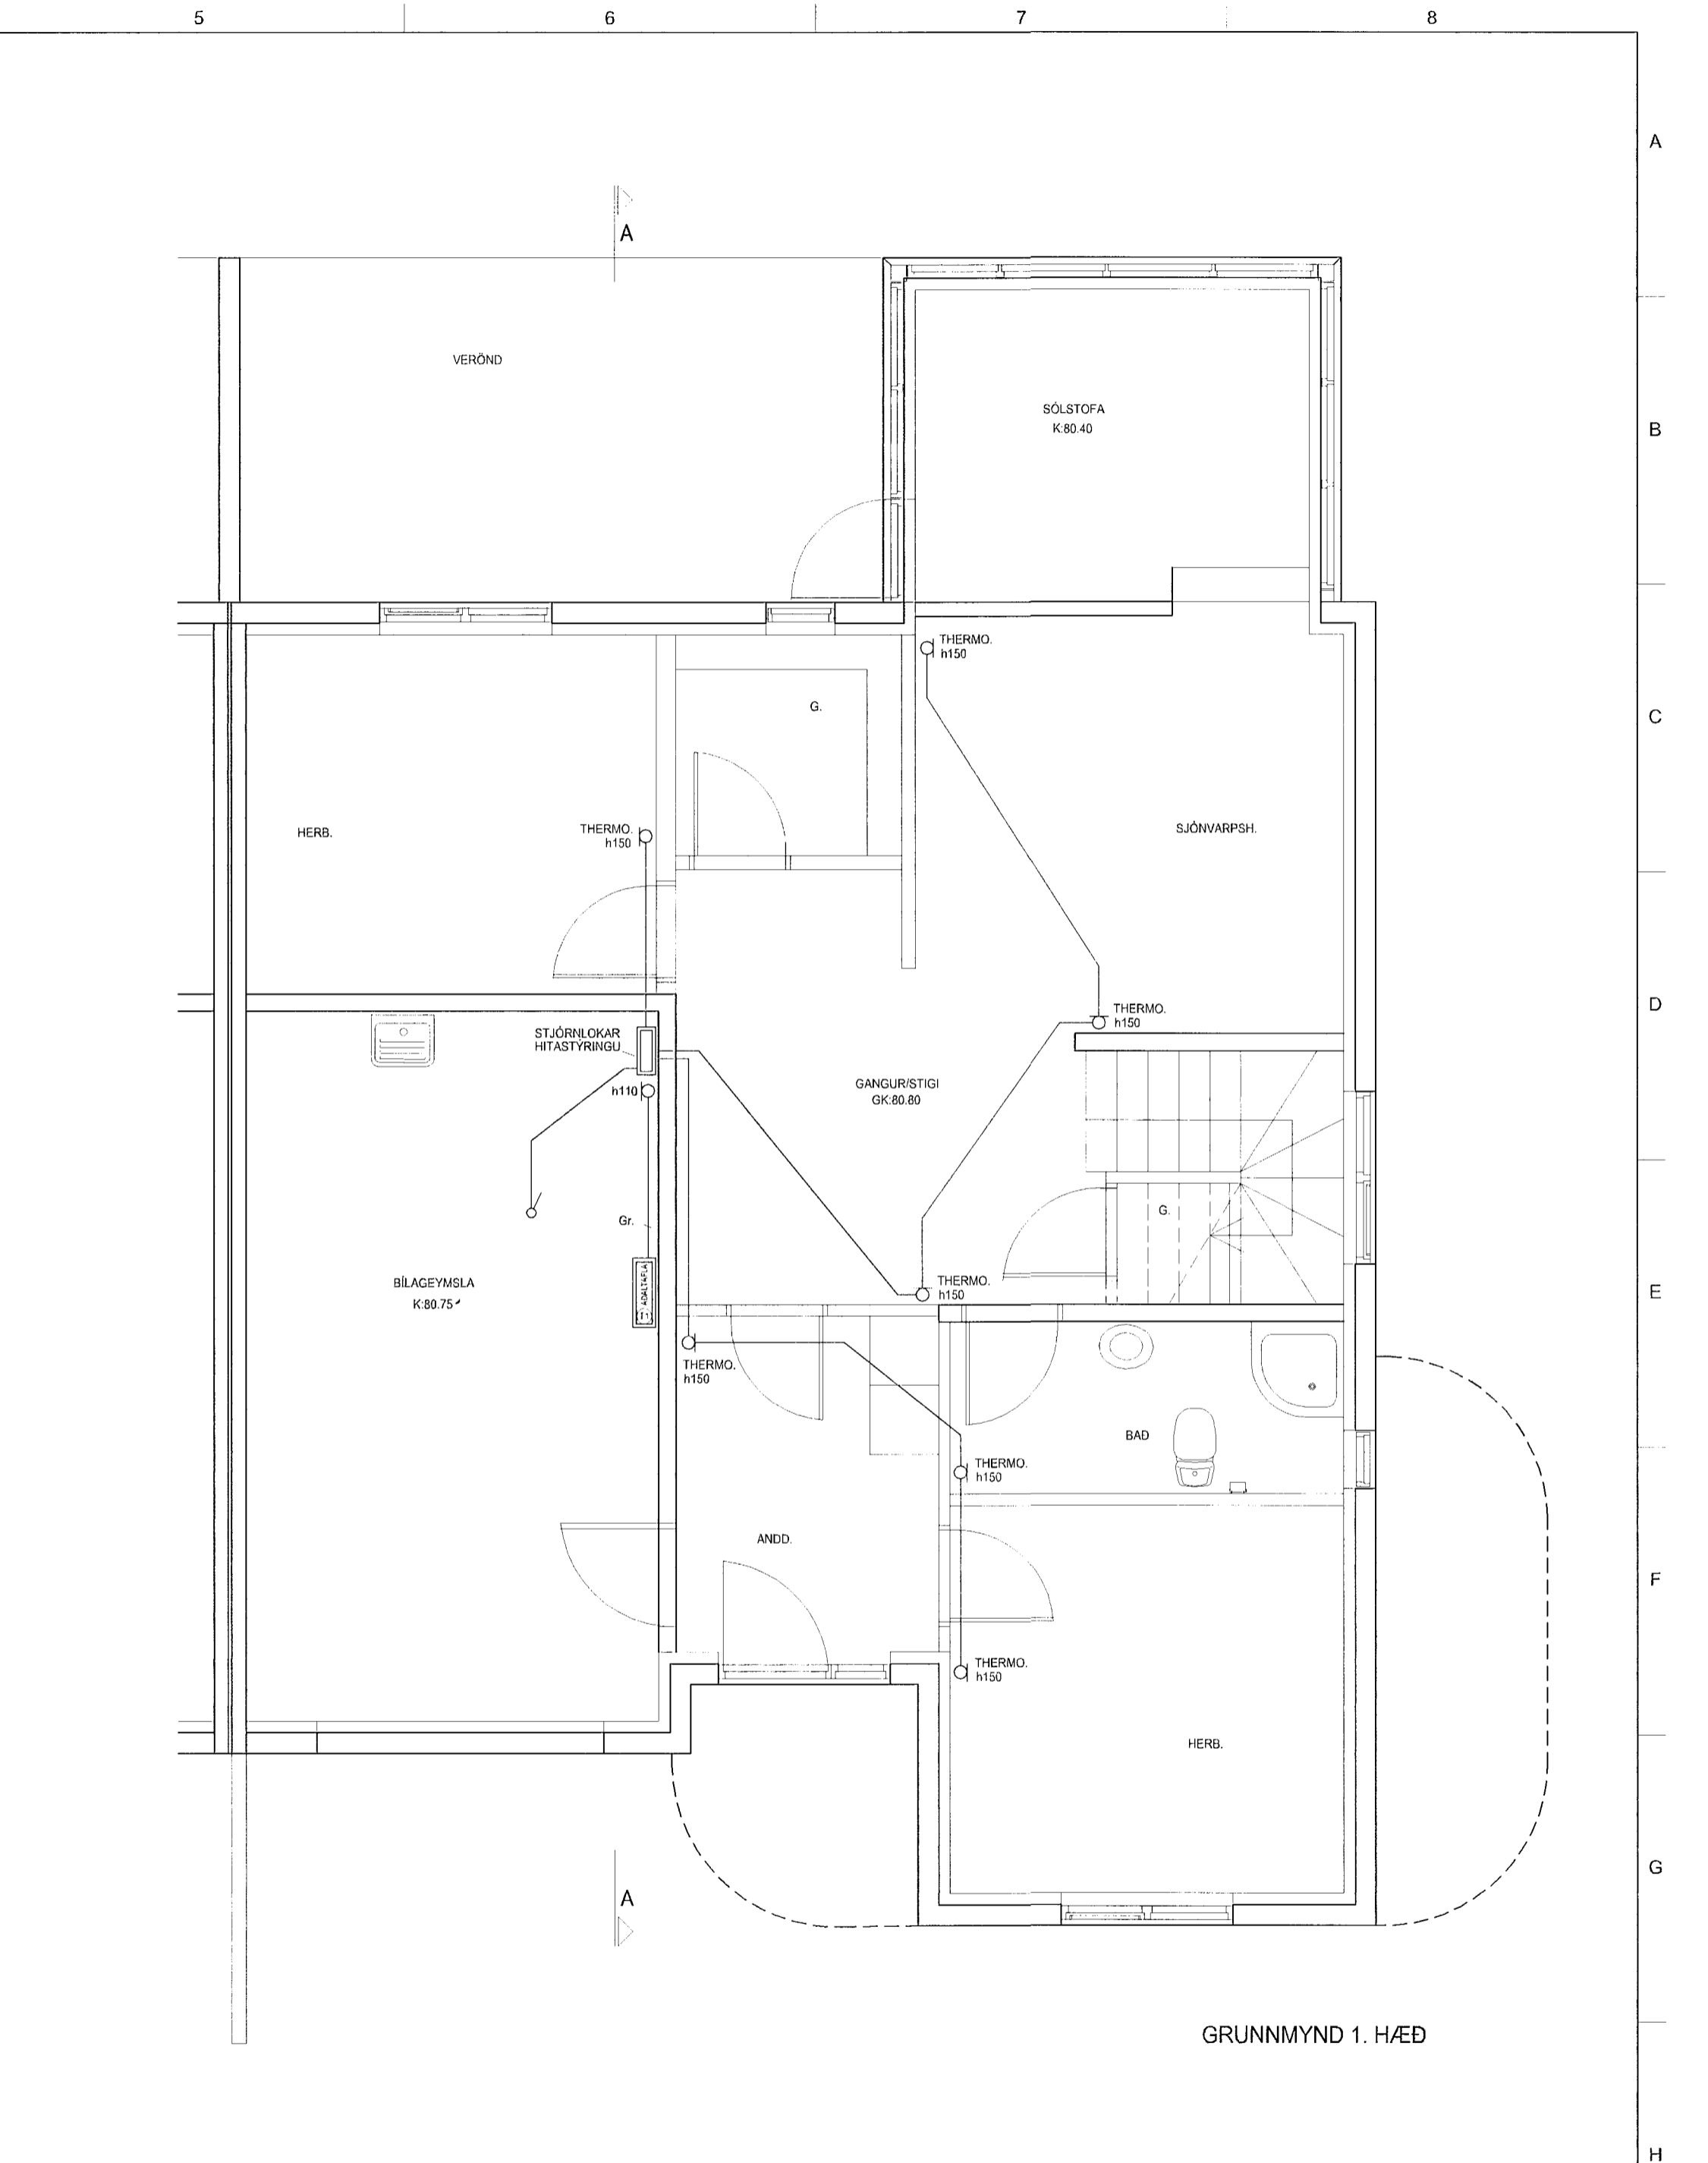 5
6
7
8
A
A
VERÖND
SÓLSTOFA
K:80.40
B
THERMO.
h150
G.
C
HERB.
THERMO.
h150
SJÓNVARPSH.
THERMO.
h150
D
STJÓRNLOKAR
HITASTÝRINGU
h110
GANGUR/STIGI
GK:80.80
Gr.
G.
BÍLAGEYMSLA
K:80.75
AÐALTAFLA
THERMO.
h150
E
THERMO.
h150
BAÐ
THERMO.
h150
ANDD.
F
THERMO.
h150
HERB.
A
G
GRUNNMYND 1. HÆÐ
H